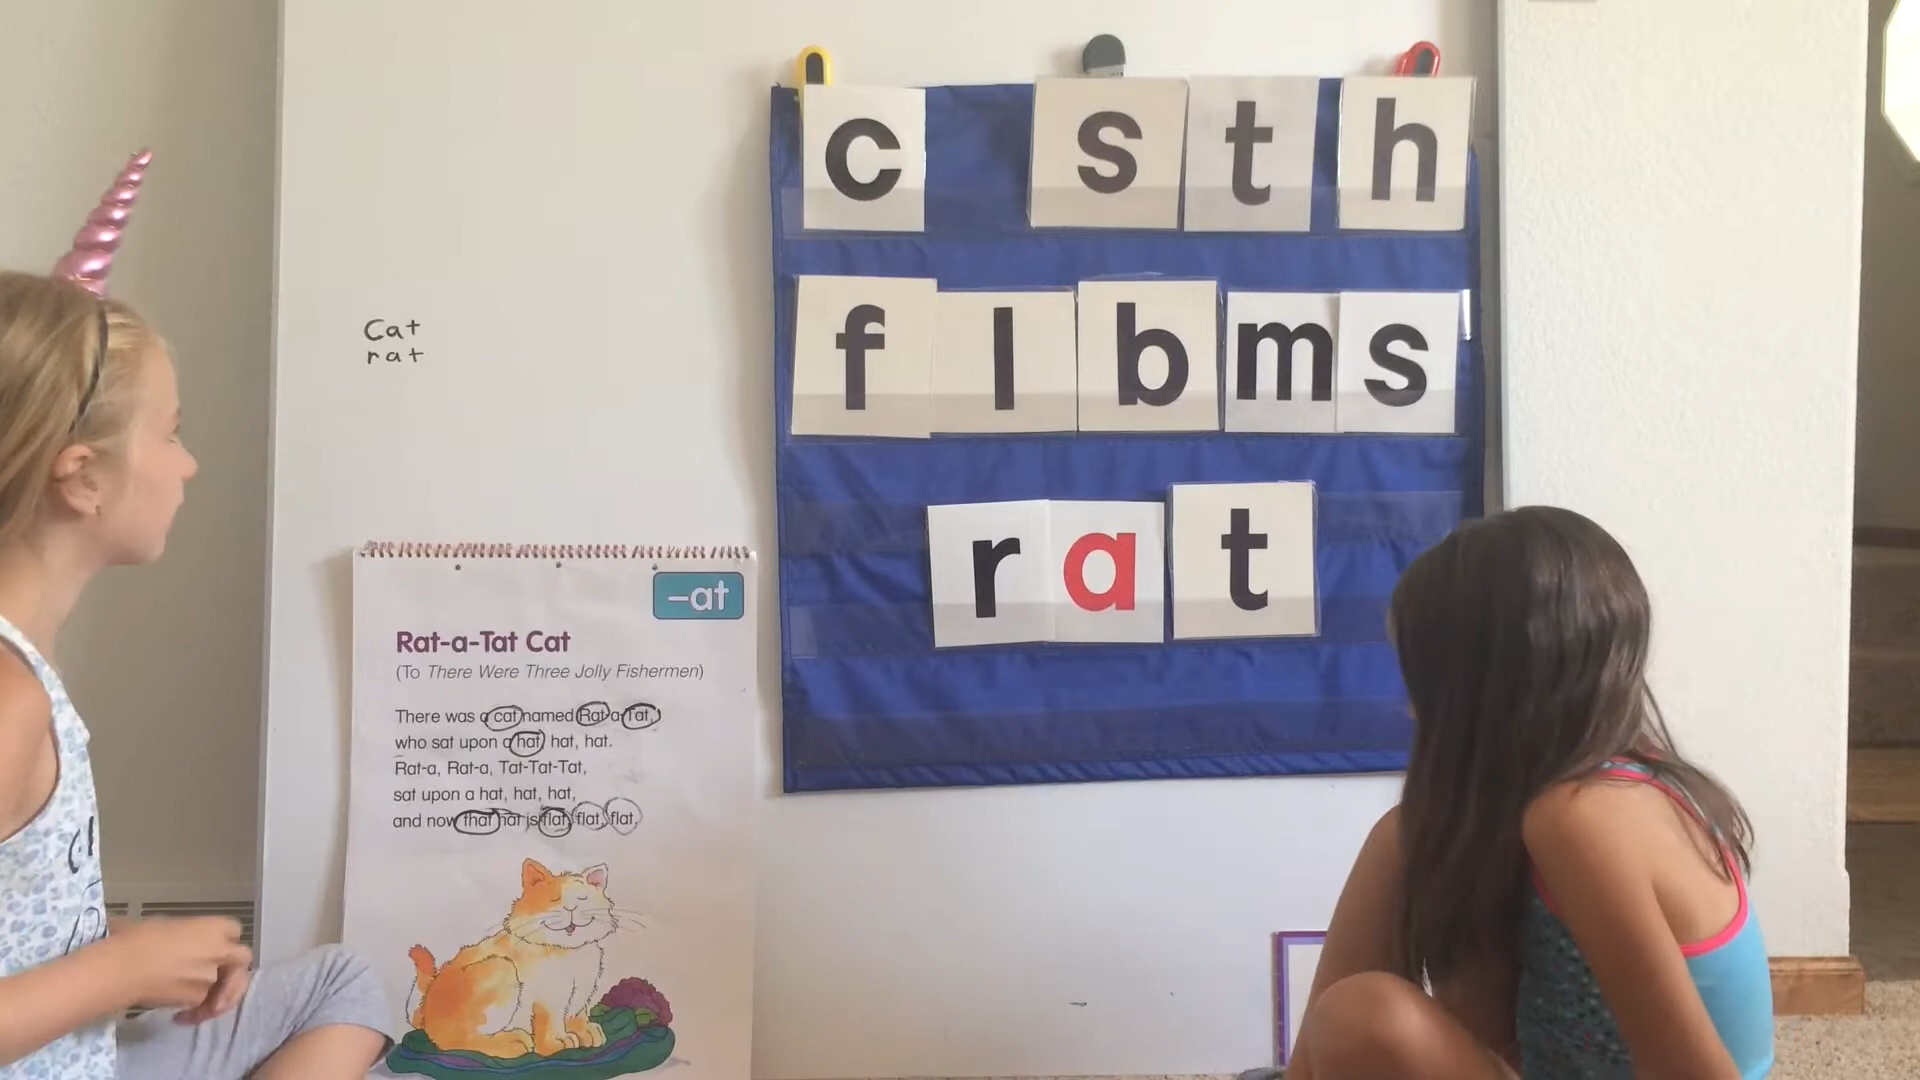 c s t h
f l b m s
r a t
Cat
rat
–at
Rat-a-Tat Cat
(To There Were Three Jolly Fishermen)
There was a cat named Rat-a-Tat,
who sat upon a hat, hat, hat.
Rat-a, Rat-a, Tat-Tat-Tat,
sat upon a hat, hat, hat,
and now that hat is flat, flat, flat.